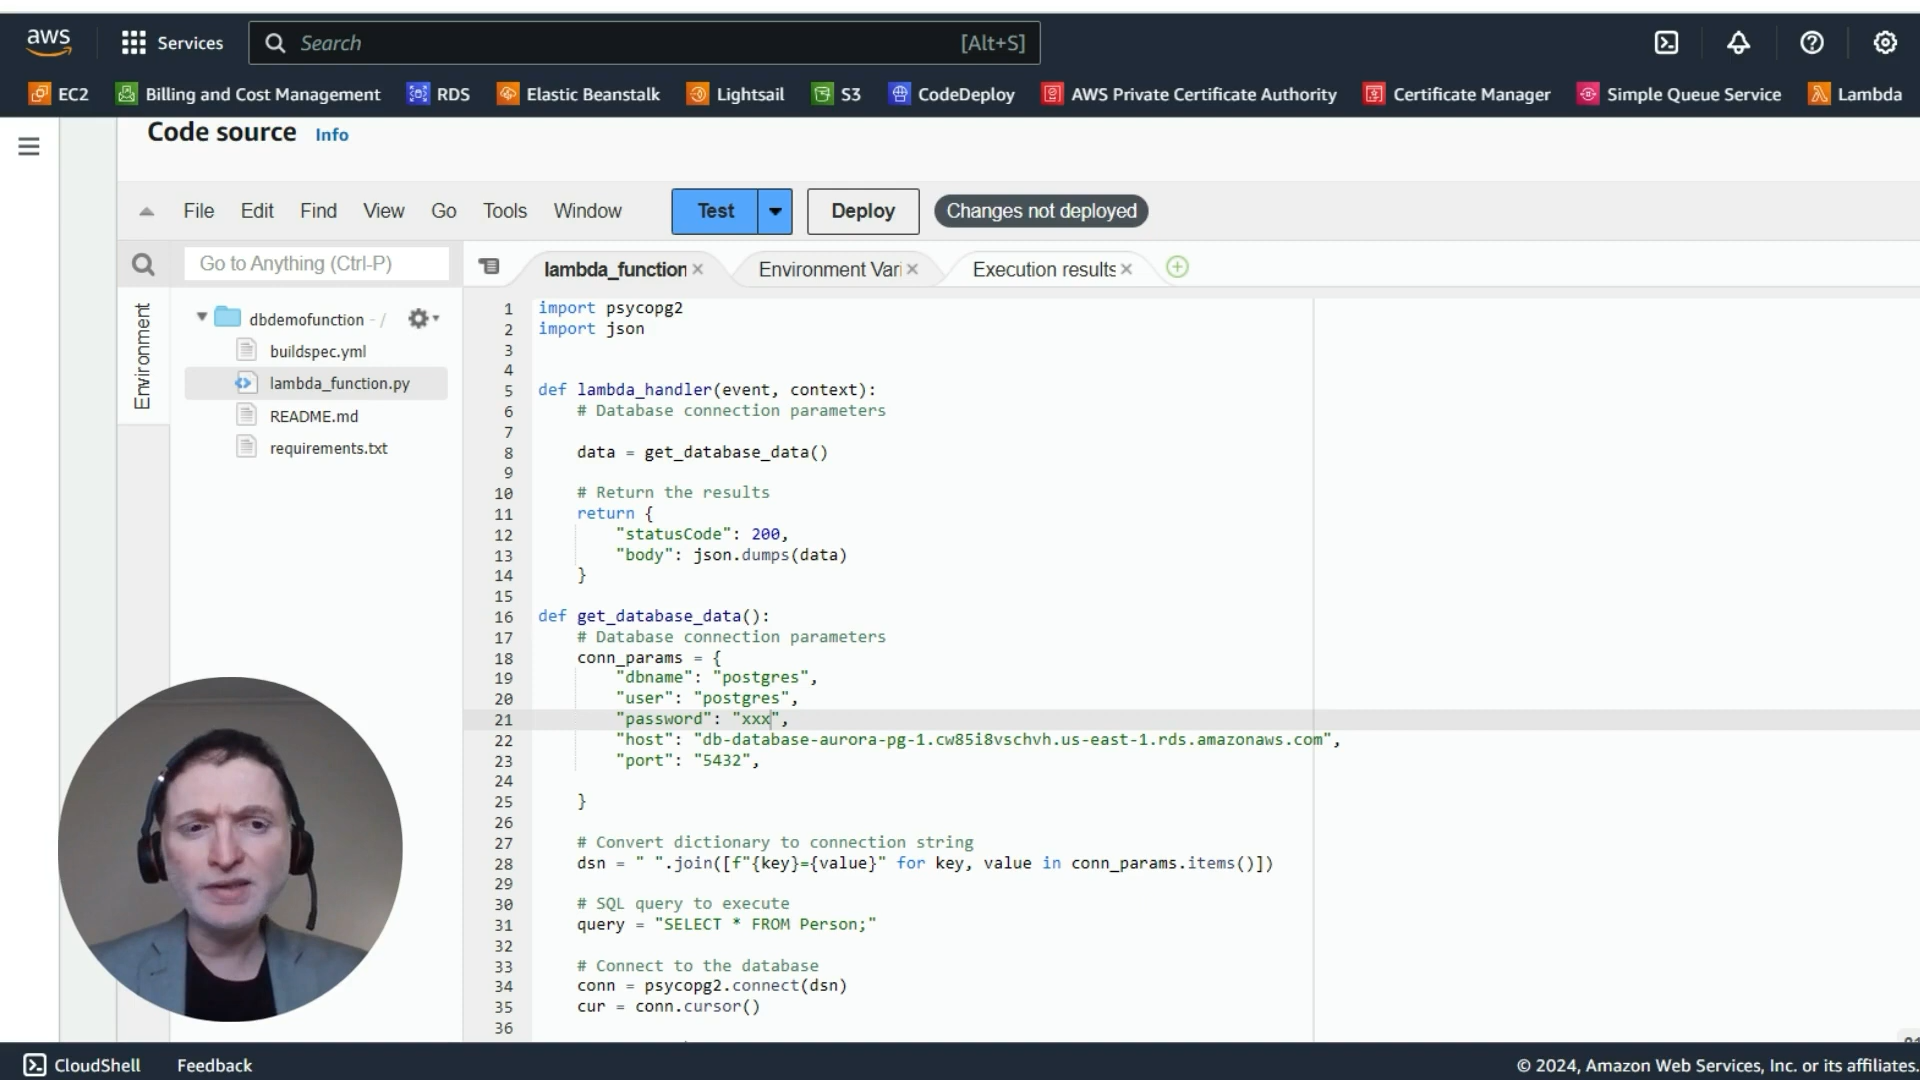 aws Services Search [Alt+S]
EC2 Billing and Cost Management RDS Elastic Beanstalk Lightsail S3 CodeDeploy AWS Private Certificate Authority Certificate Manager Simple Queue Service Lambda
Code source Info
File Edit Find View Go Tools Window Test Deploy Changes not deployed
Go to Anything (Ctrl-P)
lambda_function Environment Vari Execution results
Environment
dbdemofunction - /
buildspec.yml
lambda_function.py
README.md
requirements.txt
1 import psycopg2
2 import json
3
4
5 def lambda_handler(event, context):
6 # Database connection parameters
7
8 data = get_database_data()
9
10 # Return the results
11 return {
12 "statusCode": 200,
13 "body": json.dumps(data)
14 }
15
16 def get_database_data():
17 # Database connection parameters
18 conn_params = {
19 "dbname": "postgres",
20 "user": "postgres",
21 "password": "xxx",
22 "host": "db-database-aurora-pg-1.cw85i8vschvh.us-east-1.rds.amazonaws.com",
23 "port": "5432",
24
25 }
26
27 # Convert dictionary to connection string
28 dsn = " ".join([f"{key}={value}" for key, value in conn_params.items()])
29
30 # SQL query to execute
31 query = "SELECT * FROM Person;"
32
33 # Connect to the database
34 conn = psycopg2.connect(dsn)
35 cur = conn.cursor()
36
CloudShell Feedback © 2024, Amazon Web Services, Inc. or its affiliates.